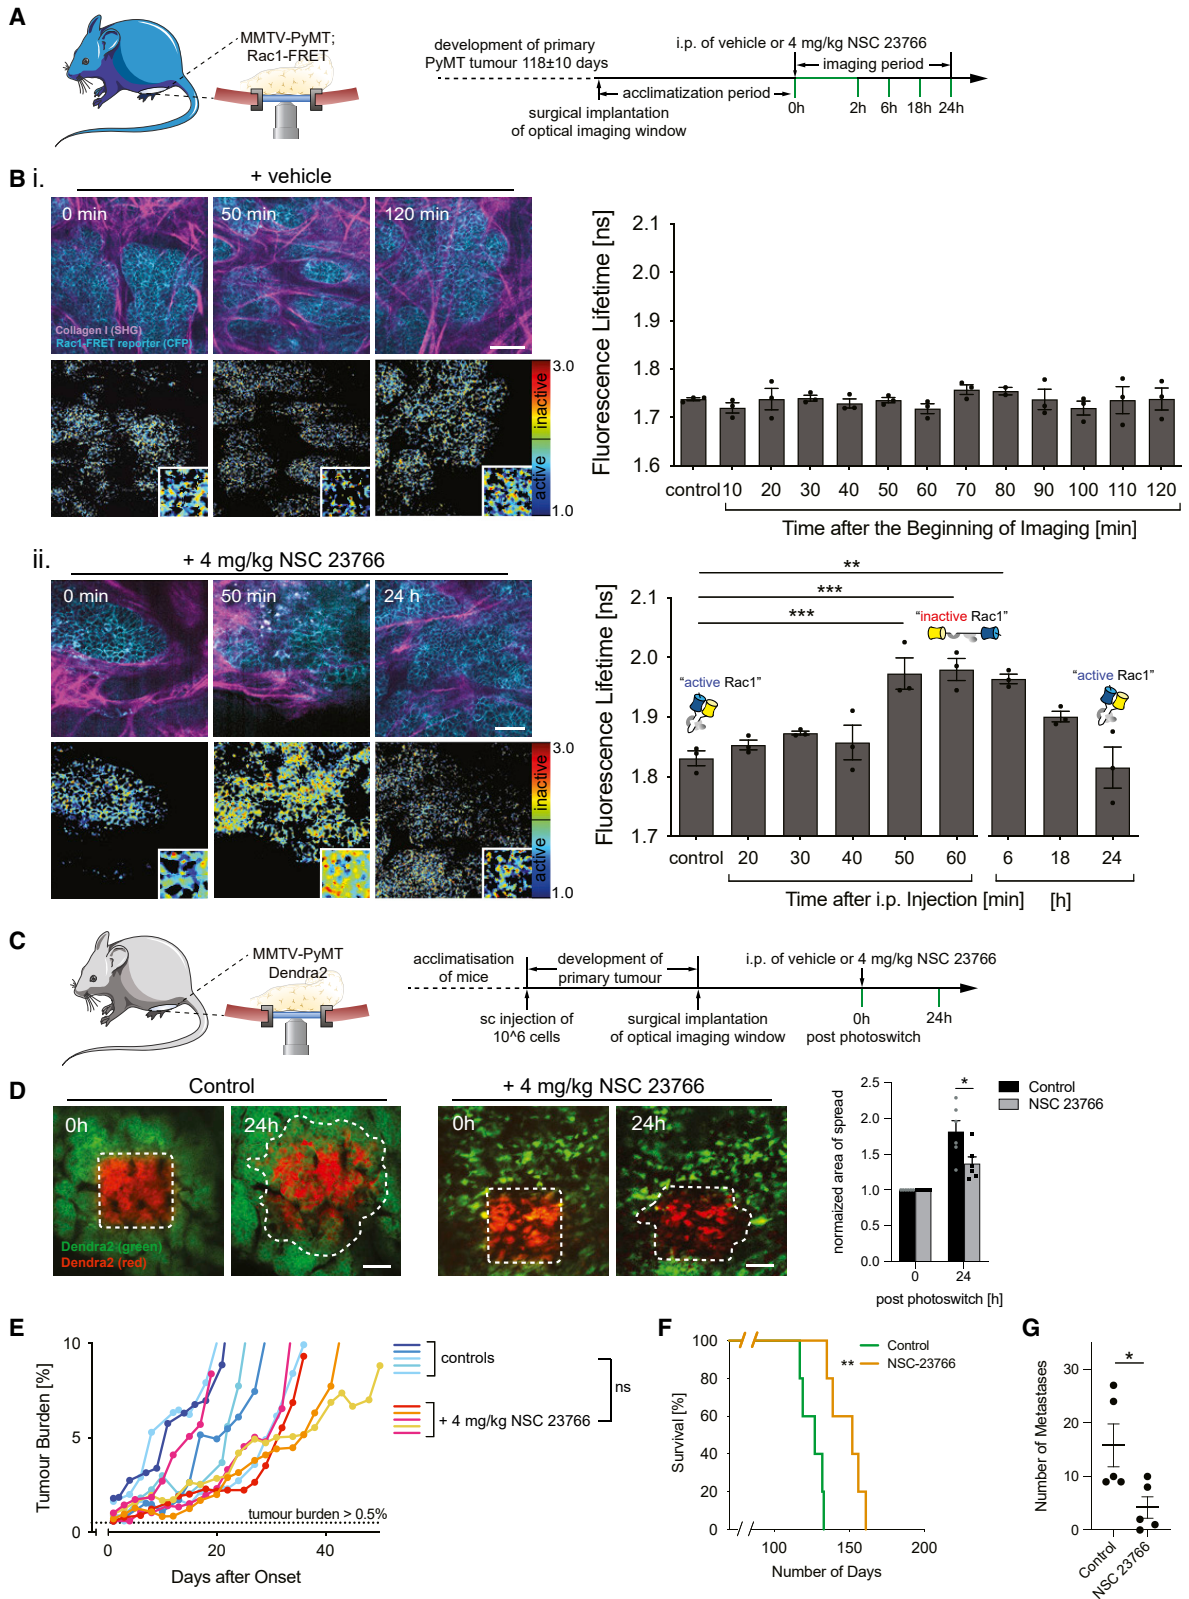 A
MMTV-PyMT;
Rac1-FRET
development of primary
PyMT tumour 118±10 days
surgical implantation
of optical imaging window
acclimatization period
i.p. of vehicle or 4 mg/kg NSC 23766
imaging period
0h 2h 6h 18h 24h
B i.
+ vehicle
0 min 50 min 120 min
Collagen I (SHG)
Rac1-FRET reporter (CFP)
3.0
inactive
active
1.0
Fluorescence Lifetime [ns]
2.1
2.0
1.9
1.8
1.7
1.6
control 10 20 30 40 50 60 70 80 90 100 110 120
Time after the Beginning of Imaging [min]
ii.
+ 4 mg/kg NSC 23766
0 min 50 min 24 h
3.0
inactive
active
1.0
Fluorescence Lifetime [ns]
2.1
2.0
1.9
1.8
1.7
**
***
***
"active Rac1"
"inactive Rac1"
"active Rac1"
control 20 30 40 50 60 6 18 24
Time after i.p. Injection [min] [h]
C
MMTV-PyMT
Dendra2
acclimatisation
of mice
development of
primary tumour
sc injection of
10^6 cells
surgical implantation
of optical imaging window
i.p. of vehicle or 4 mg/kg NSC 23766
0h 24h
post photoswitch
D
Control
0h 24h
Dendra2 (green)
Dendra2 (red)
+ 4 mg/kg NSC 23766
0h 24h
normaized area of spread
2.5
2.0
1.5
1.0
0.5
0.0
*
Control
NSC 23766
0 24
post photoswitch [h]
E
Tumour Burden [%]
10
5
0
controls
+ 4 mg/kg NSC 23766
ns
tumour burden > 0.5%
0 20 40
Days after Onset
F
Survival [%]
100
80
60
40
20
0
Control
** NSC-23766
100 150 200
Number of Days
G
Number of Metastases
30
20
10
0
*
Control
NSC 23766